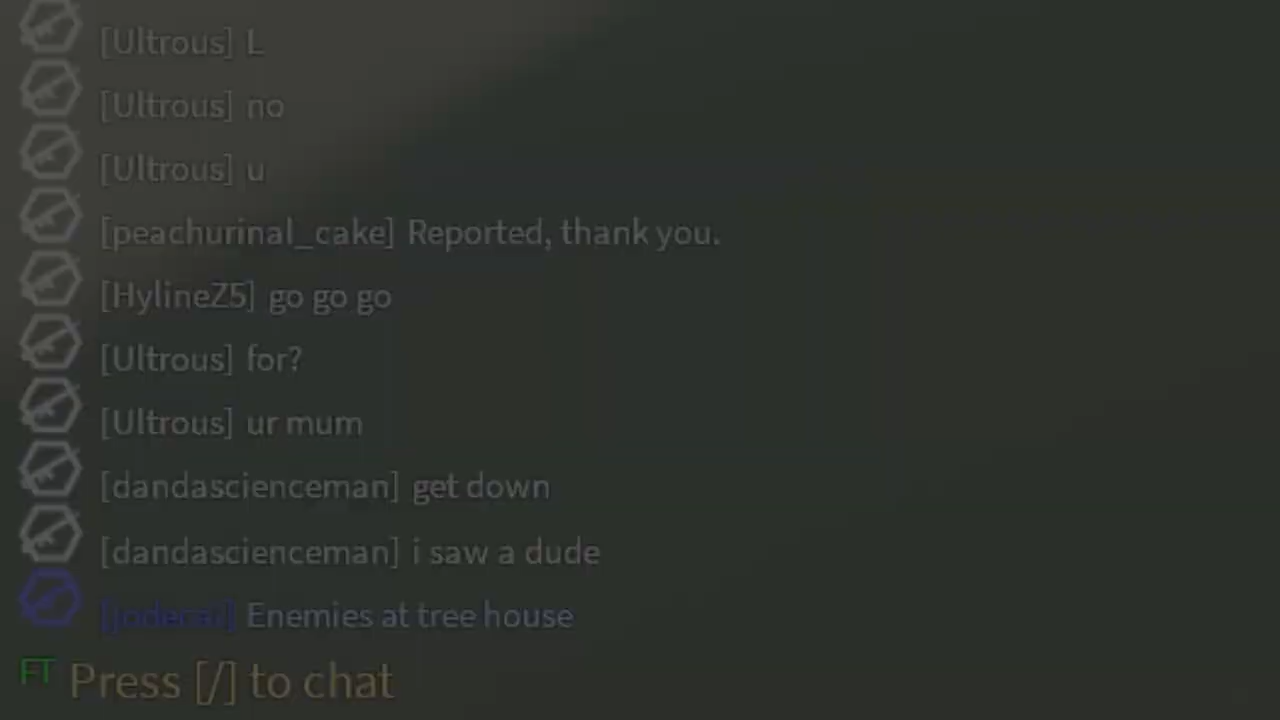 [Ultrous] L
[Ultrous] no
[Ultrous] u
[peachurinal_cake] Reported, thank you.
[HylineZ5] go go go
[Ultrous] for?
[Ultrous] ur mum
[dandascienceman] get down
[dandascienceman] i saw a dude
[jodecai] Enemies at tree house
FT Press [/] to chat